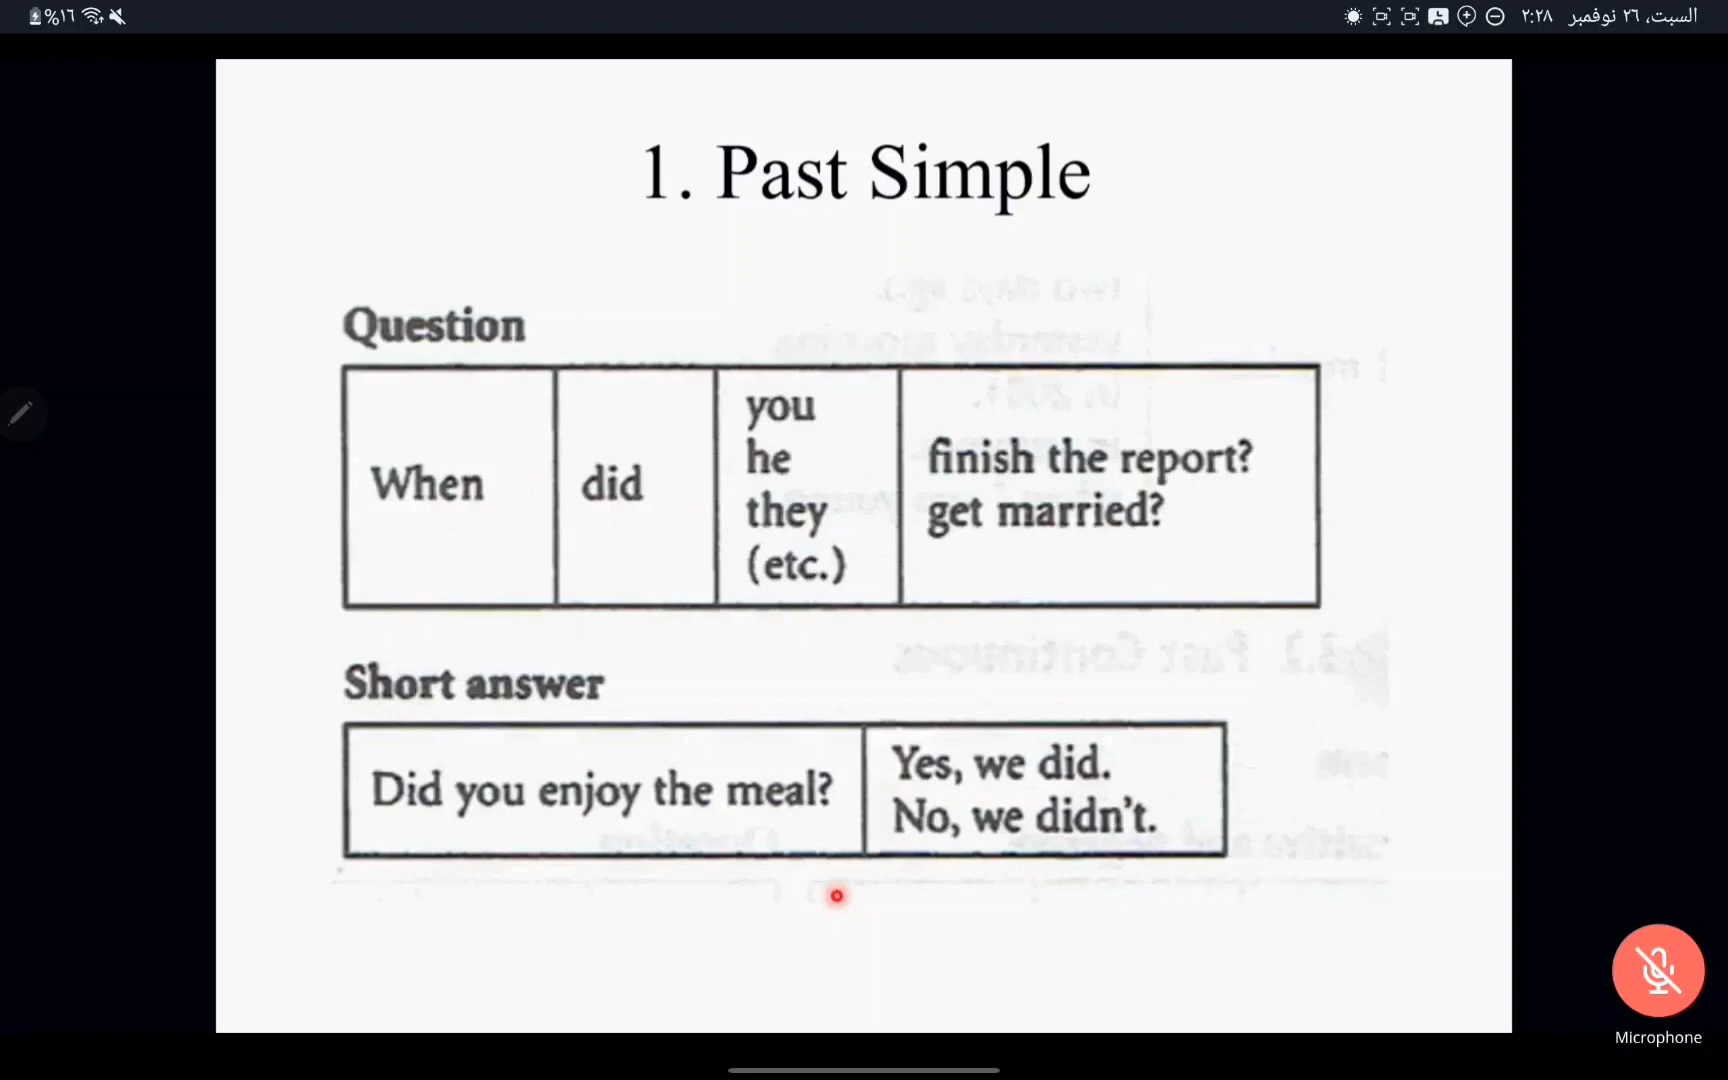 %١٦
السبت، ٢٦ نوفمبر ٢:٢٨
1. Past Simple
Question
When
did
you
he
they
(etc.)
finish the report?
get married?
Short answer
Did you enjoy the meal?
Yes, we did.
No, we didn't.
Microphone